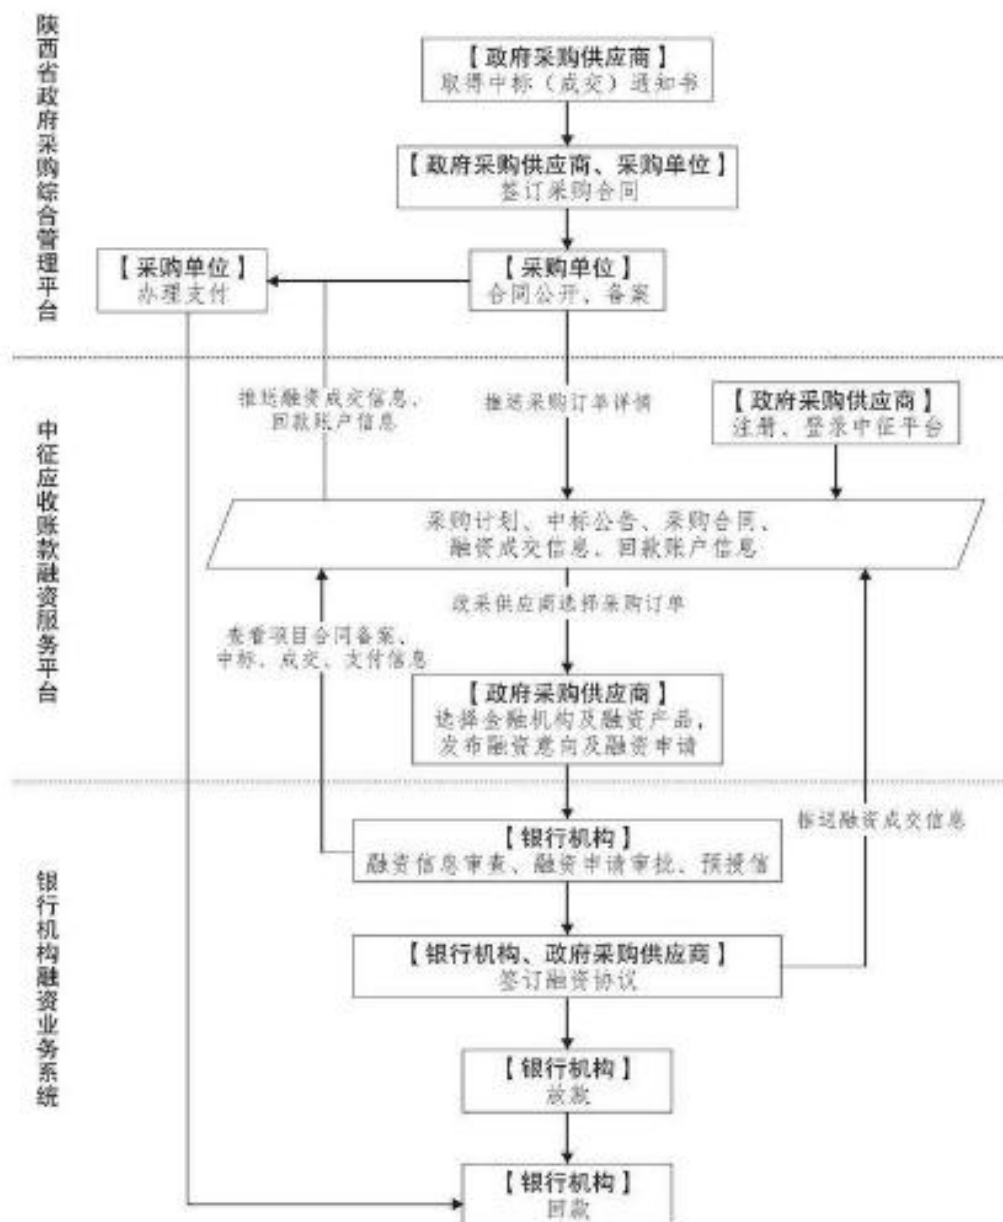 陕西省政府采购综合管理平台
【政府采购供应商】
取得中标（成交）通知书
【政府采购供应商、采购单位】
签订采购合同
【采购单位】
办理支付
【采购单位】
合同公开、备案
中征应收账款融资服务平台
推送融资成交信息、
回款账户信息
推送采购订单详情
【政府采购供应商】
注册、登录中征平台
采购计划、中标公告、采购合同、
融资成交信息、回款账户信息
政采供应商选择采购订单
查看项目合同备案、
中标、成交、支付信息
【政府采购供应商】
选择金融机构及融资产品，
发布融资意向及融资申请
银行机构融资业务系统
【银行机构】
融资信息审查、融资申请审批、预授信
推送融资成交信息
【银行机构、政府采购供应商】
签订融资协议
【银行机构】
放款
【银行机构】
回款